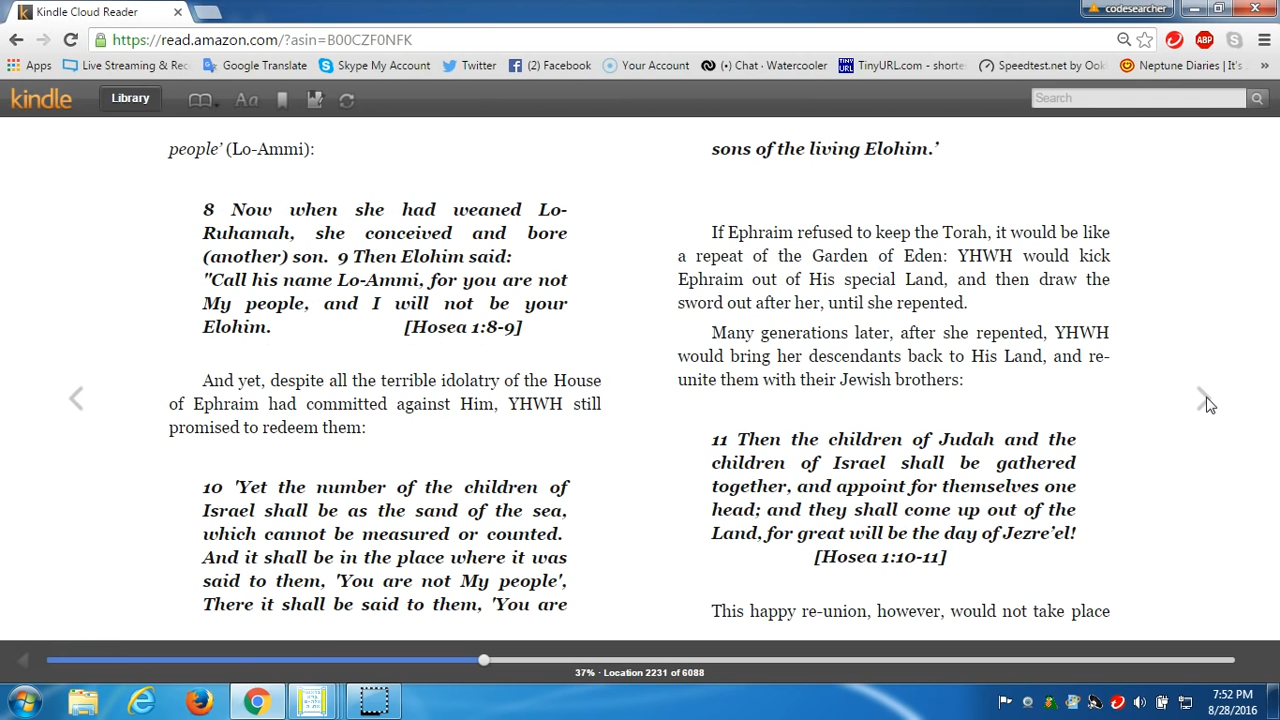 Kindle Cloud Reader
codesearcher
https://read.amazon.com/?asin=B00CZF0NFK
Apps
Live Streaming & Re
Google Translate
Skype My Account
Twitter
(2) Facebook
Your Account
(•) Chat · Watercooler
TinyURL.com - shorte
Speedtest.net by Ook
Neptune Diaries | It's
»
kindle
Library
Aa
Search
people' (Lo-Ammi):
8 Now when she had weaned Lo-
Ruhamah, she conceived and bore
(another) son. 9 Then Elohim said:
"Call his name Lo-Ammi, for you are not
My people, and I will not be your
Elohim. [Hosea 1:8-9]
And yet, despite all the terrible idolatry of the House
of Ephraim had committed against Him, YHWH still
promised to redeem them:
10 'Yet the number of the children of
Israel shall be as the sand of the sea,
which cannot be measured or counted.
And it shall be in the place where it was
said to them, 'You are not My people',
There it shall be said to them, 'You are
sons of the living Elohim.'
If Ephraim refused to keep the Torah, it would be like
a repeat of the Garden of Eden: YHWH would kick
Ephraim out of His special Land, and then draw the
sword out after her, until she repented.
Many generations later, after she repented, YHWH
would bring her descendants back to His Land, and re-
unite them with their Jewish brothers:
11 Then the children of Judah and the
children of Israel shall be gathered
together, and appoint for themselves one
head; and they shall come up out of the
Land, for great will be the day of Jezre'el!
[Hosea 1:10-11]
This happy re-union, however, would not take place
37% · Location 2231 of 6088
7:52 PM
8/28/2016